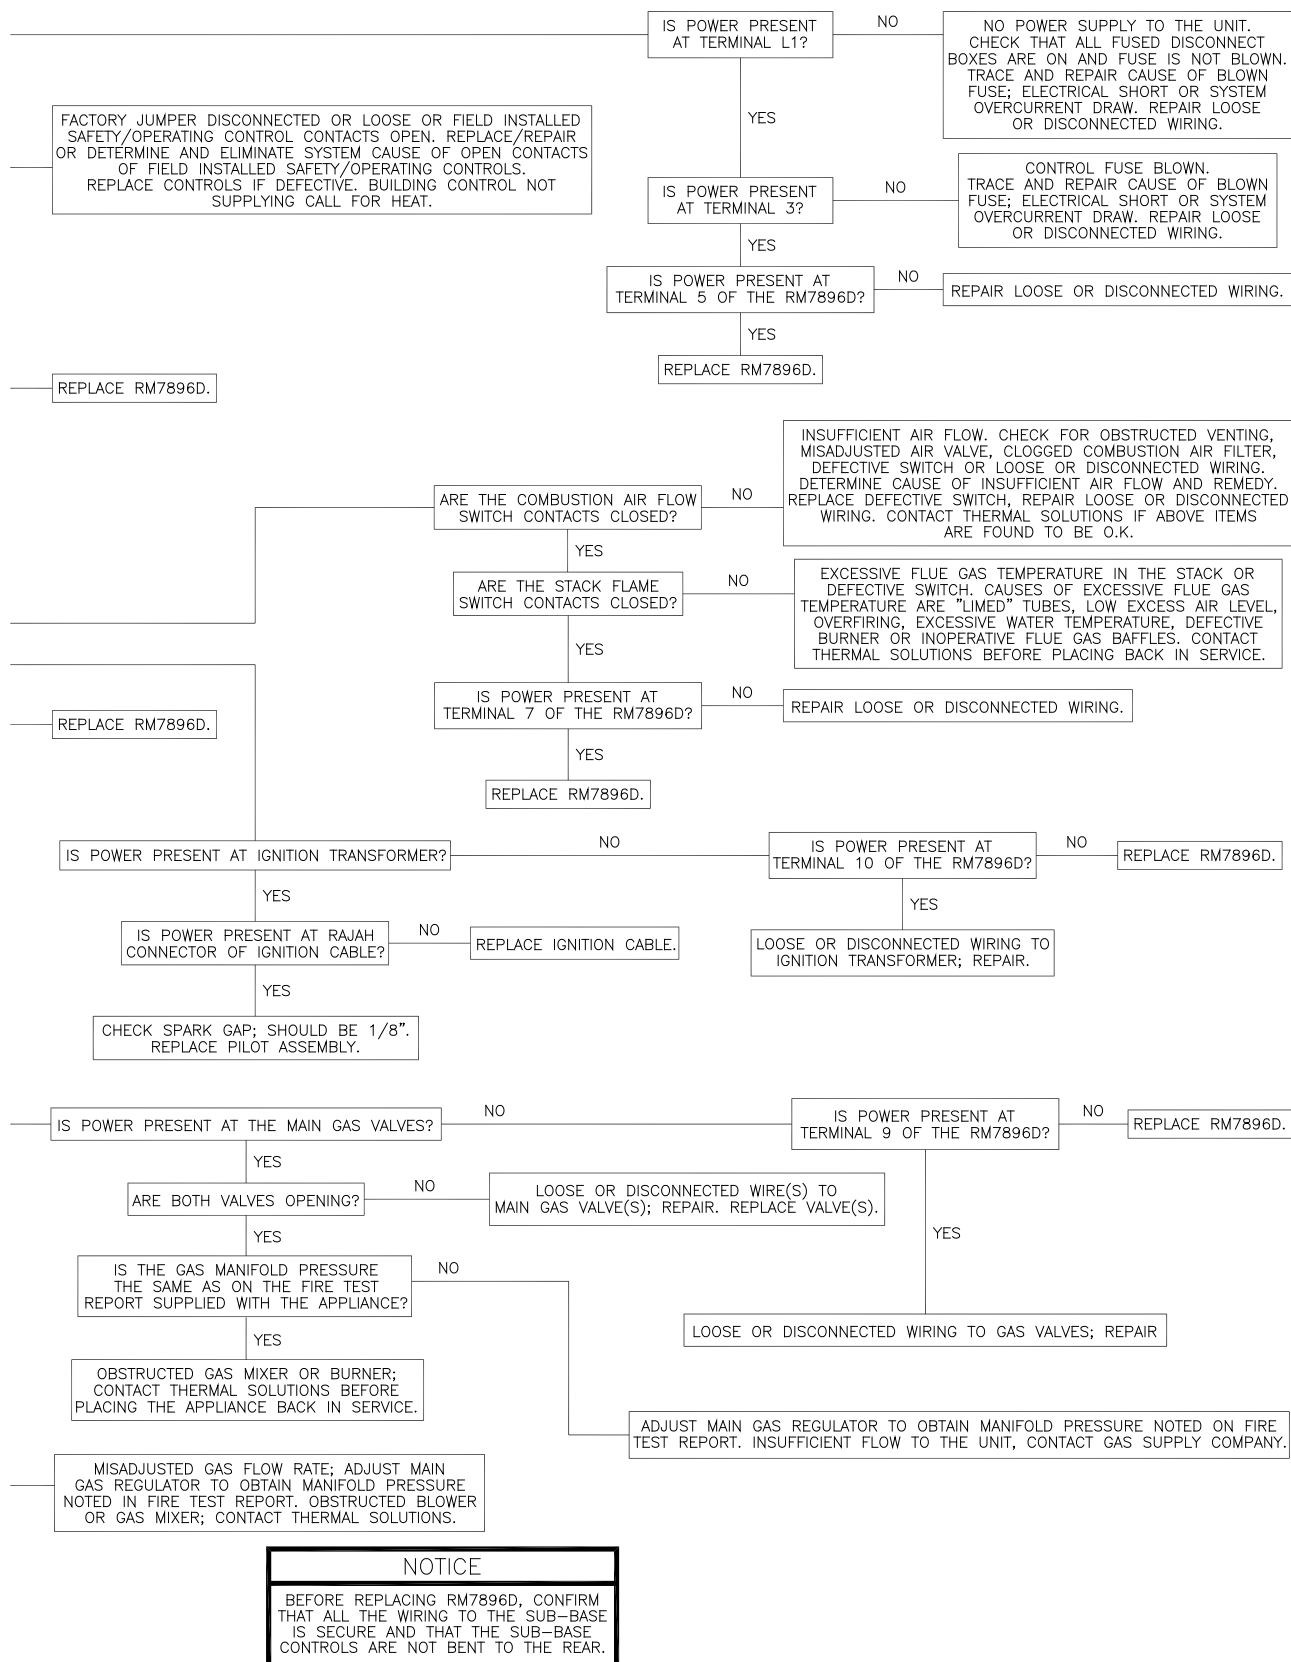 IS POWER PRESENT
AT TERMINAL L1?
NO
NO POWER SUPPLY TO THE UNIT.
CHECK THAT ALL FUSED DISCONNECT
BOXES ARE ON AND FUSE IS NOT BLOWN.
TRACE AND REPAIR CAUSE OF BLOWN
FUSE; ELECTRICAL SHORT OR SYSTEM
OVERCURRENT DRAW. REPAIR LOOSE
OR DISCONNECTED WIRING.
YES
FACTORY JUMPER DISCONNECTED OR LOOSE OR FIELD INSTALLED
SAFETY/OPERATING CONTROL CONTACTS OPEN. REPLACE/REPAIR
OR DETERMINE AND ELIMINATE SYSTEM CAUSE OF OPEN CONTACTS
OF FIELD INSTALLED SAFETY/OPERATING CONTROLS.
REPLACE CONTROLS IF DEFECTIVE. BUILDING CONTROL NOT
SUPPLYING CALL FOR HEAT.
IS POWER PRESENT
AT TERMINAL 3?
NO
CONTROL FUSE BLOWN.
TRACE AND REPAIR CAUSE OF BLOWN
FUSE; ELECTRICAL SHORT OR SYSTEM
OVERCURRENT DRAW. REPAIR LOOSE
OR DISCONNECTED WIRING.
YES
IS POWER PRESENT AT
TERMINAL 5 OF THE RM7896D?
NO
REPAIR LOOSE OR DISCONNECTED WIRING.
YES
REPLACE RM7896D.
REPLACE RM7896D.
ARE THE COMBUSTION AIR FLOW
SWITCH CONTACTS CLOSED?
NO
INSUFFICIENT AIR FLOW. CHECK FOR OBSTRUCTED VENTING,
MISADJUSTED AIR VALVE, CLOGGED COMBUSTION AIR FILTER,
DEFECTIVE SWITCH OR LOOSE OR DISCONNECTED WIRING.
DETERMINE CAUSE OF INSUFFICIENT AIR FLOW AND REMEDY.
REPLACE DEFECTIVE SWITCH, REPAIR LOOSE OR DISCONNECTED
WIRING. CONTACT THERMAL SOLUTIONS IF ABOVE ITEMS
ARE FOUND TO BE O.K.
YES
ARE THE STACK FLAME
SWITCH CONTACTS CLOSED?
NO
EXCESSIVE FLUE GAS TEMPERATURE IN THE STACK OR
DEFECTIVE SWITCH. CAUSES OF EXCESSIVE FLUE GAS
TEMPERATURE ARE "LIMED" TUBES, LOW EXCESS AIR LEVEL,
OVERFIRING, EXCESSIVE WATER TEMPERATURE, DEFECTIVE
BURNER OR INOPERATIVE FLUE GAS BAFFLES. CONTACT
THERMAL SOLUTIONS BEFORE PLACING BACK IN SERVICE.
YES
IS POWER PRESENT AT
TERMINAL 7 OF THE RM7896D?
NO
REPAIR LOOSE OR DISCONNECTED WIRING.
REPLACE RM7896D.
YES
REPLACE RM7896D.
IS POWER PRESENT AT IGNITION TRANSFORMER?
NO
IS POWER PRESENT AT
TERMINAL 10 OF THE RM7896D?
NO
REPLACE RM7896D.
YES
YES
IS POWER PRESENT AT RAJAH
CONNECTOR OF IGNITION CABLE?
NO
REPLACE IGNITION CABLE.
LOOSE OR DISCONNECTED WIRING TO
IGNITION TRANSFORMER; REPAIR.
YES
CHECK SPARK GAP; SHOULD BE 1/8".
REPLACE PILOT ASSEMBLY.
IS POWER PRESENT AT THE MAIN GAS VALVES?
NO
IS POWER PRESENT AT
TERMINAL 9 OF THE RM7896D?
NO
REPLACE RM7896D.
YES
ARE BOTH VALVES OPENING?
NO
LOOSE OR DISCONNECTED WIRE(S) TO
MAIN GAS VALVE(S); REPAIR. REPLACE VALVE(S).
YES
YES
IS THE GAS MANIFOLD PRESSURE
THE SAME AS ON THE FIRE TEST
REPORT SUPPLIED WITH THE APPLIANCE?
NO
LOOSE OR DISCONNECTED WIRING TO GAS VALVES; REPAIR
YES
OBSTRUCTED GAS MIXER OR BURNER;
CONTACT THERMAL SOLUTIONS BEFORE
PLACING THE APPLIANCE BACK IN SERVICE.
ADJUST MAIN GAS REGULATOR TO OBTAIN MANIFOLD PRESSURE NOTED ON FIRE
TEST REPORT. INSUFFICIENT FLOW TO THE UNIT, CONTACT GAS SUPPLY COMPANY.
MISADJUSTED GAS FLOW RATE; ADJUST MAIN
GAS REGULATOR TO OBTAIN MANIFOLD PRESSURE
NOTED IN FIRE TEST REPORT. OBSTRUCTED BLOWER
OR GAS MIXER; CONTACT THERMAL SOLUTIONS.
NOTICE
BEFORE REPLACING RM7896D, CONFIRM
THAT ALL THE WIRING TO THE SUB-BASE
IS SECURE AND THAT THE SUB-BASE
CONTROLS ARE NOT BENT TO THE REAR.